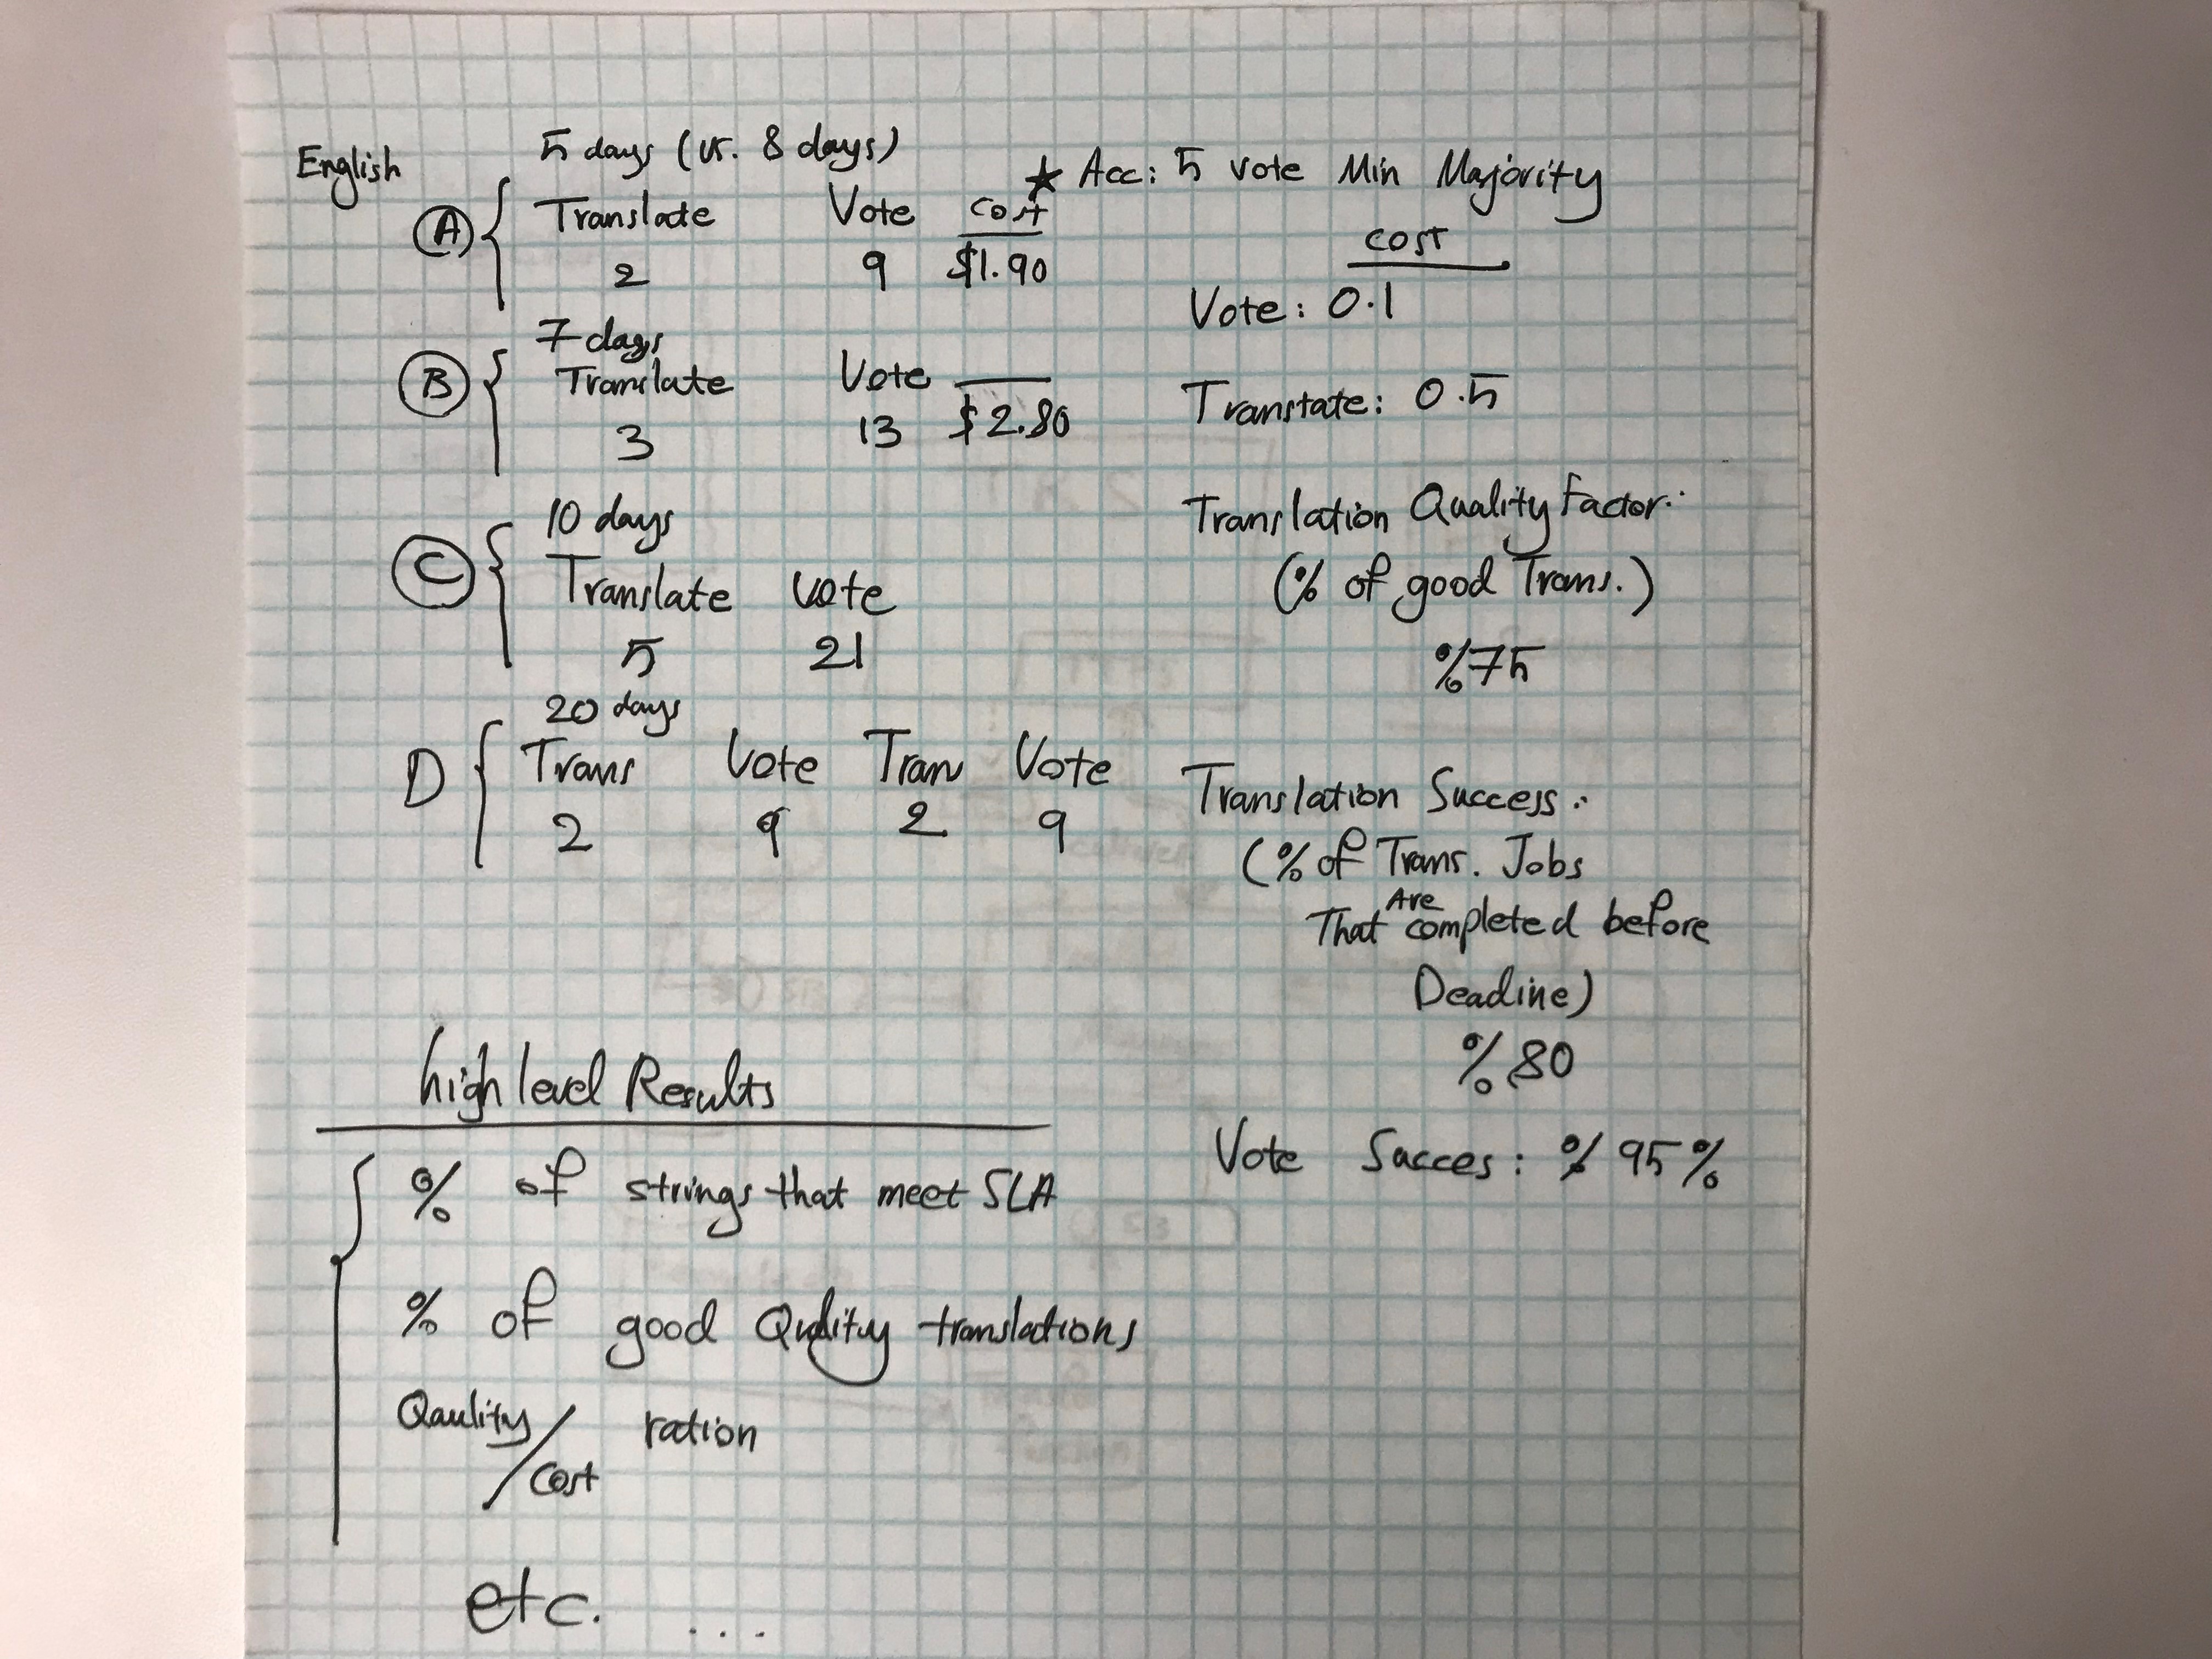 English
5 days (vs. 8 days)
A Translate Vote cost
2 9 $1.90
7 days
B Translate Vote
3 13 $2.80
10 days
C Translate Vote
5 21
20 days
D Trans Vote Tran Vote
2 9 2 9
high level Results
% of strings that meet SLA
% of good Quality translations
Qaulity/cost ration
etc. ...
★ Acc: 5 vote Min Majority
cost
Vote: 0.1
Transtate: 0.5
Translation Quality Factor:
(% of good Trans.)
%75
Translation Success:
(% of Trans. Jobs
That Are completed before
Deadine)
%80
Vote Succes: % 95%